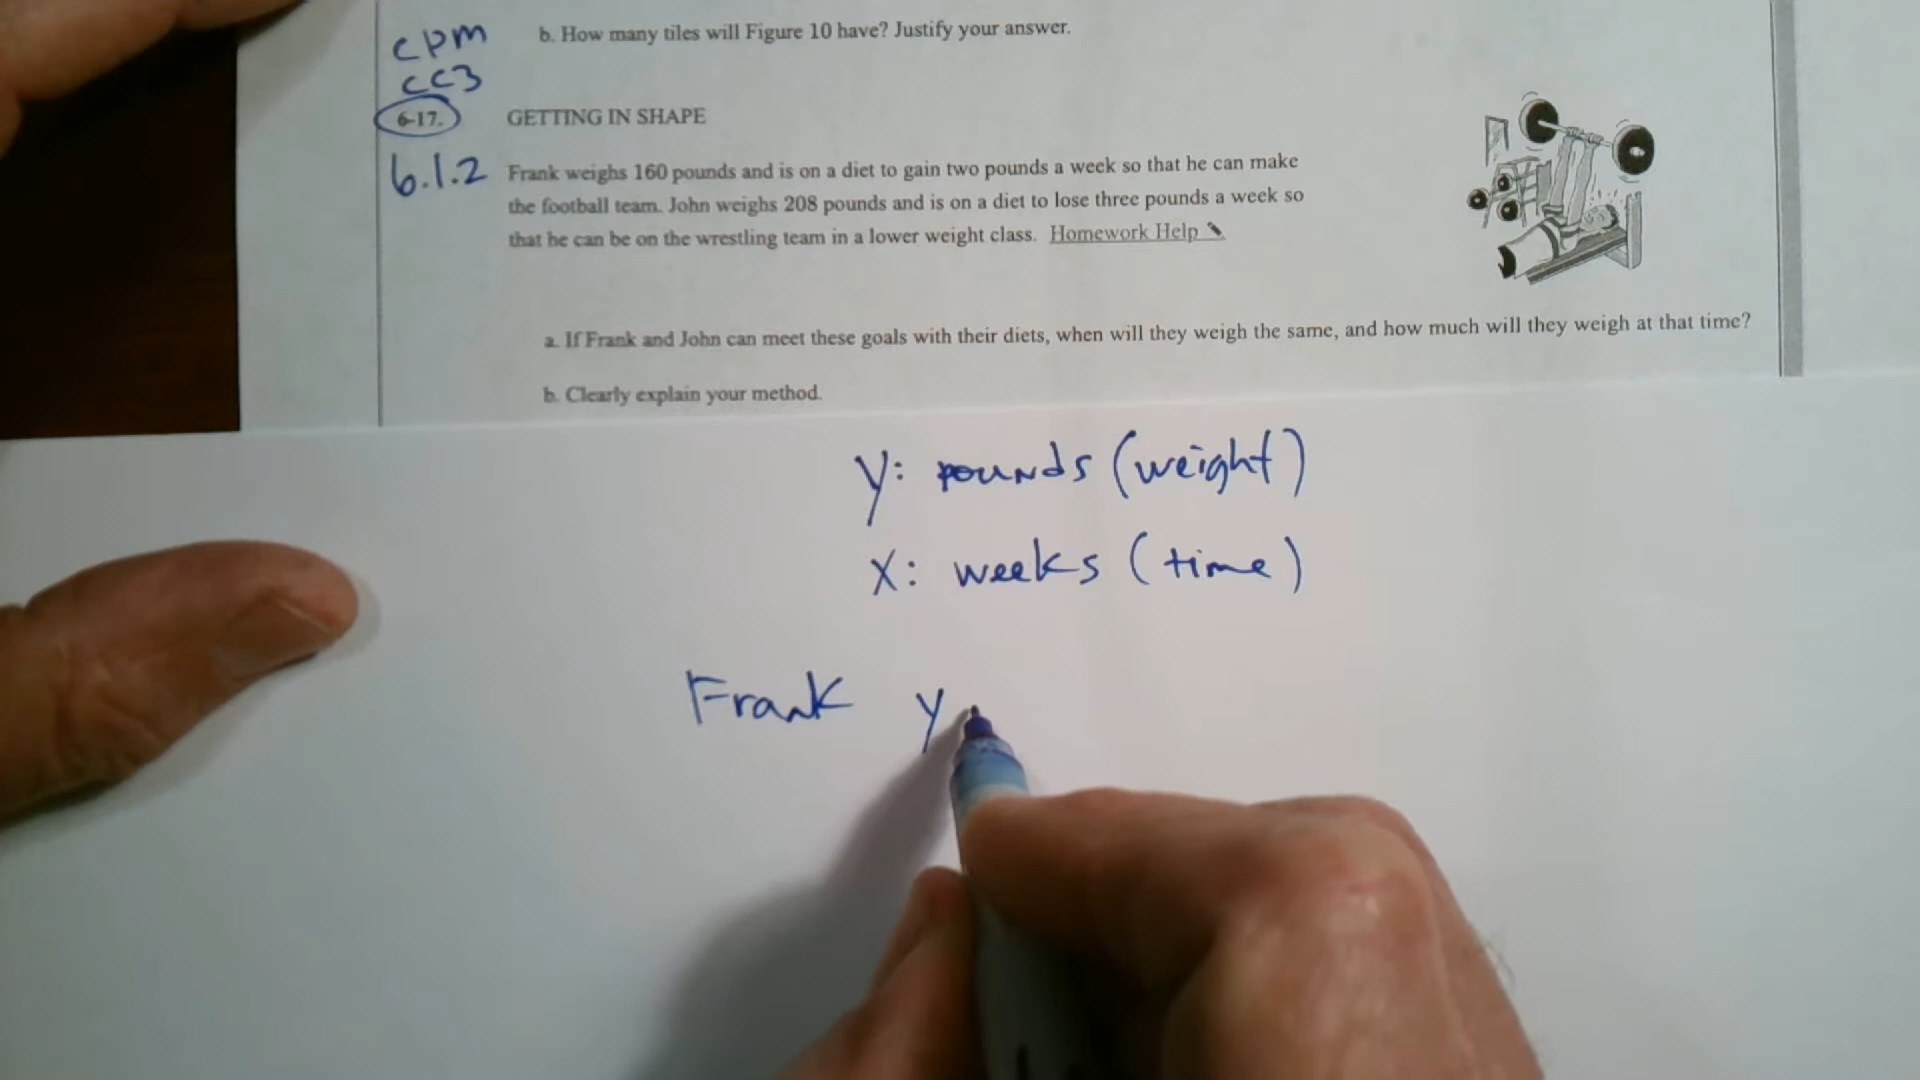 cpm
b. How many tiles will Figure 10 have? Justify your answer.
CC3
6-17.
GETTING IN SHAPE
6.1.2
Frank weighs 160 pounds and is on a diet to gain two pounds a week so that he can make
the football team. John weighs 208 pounds and is on a diet to lose three pounds a week so
that he can be on the wrestling team in a lower weight class. Homework Help
a. If Frank and John can meet these goals with their diets, when will they weigh the same, and how much will they weigh at that time?
b. Clearly explain your method.
y: pounds (weight)
x: weeks (time)
Frank y